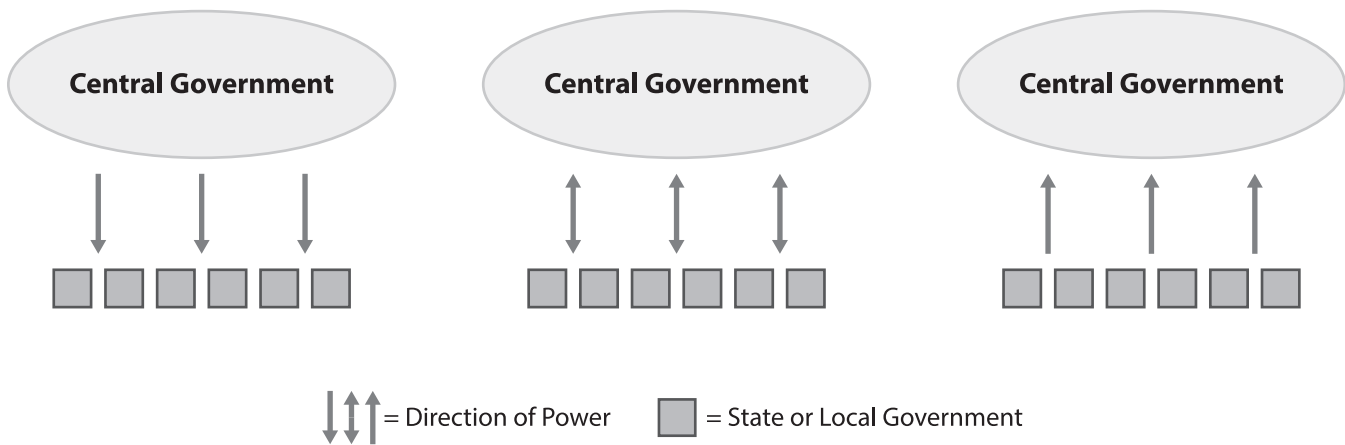 Central Government
Central Government
Central Government
= Direction of Power
= State or Local Government